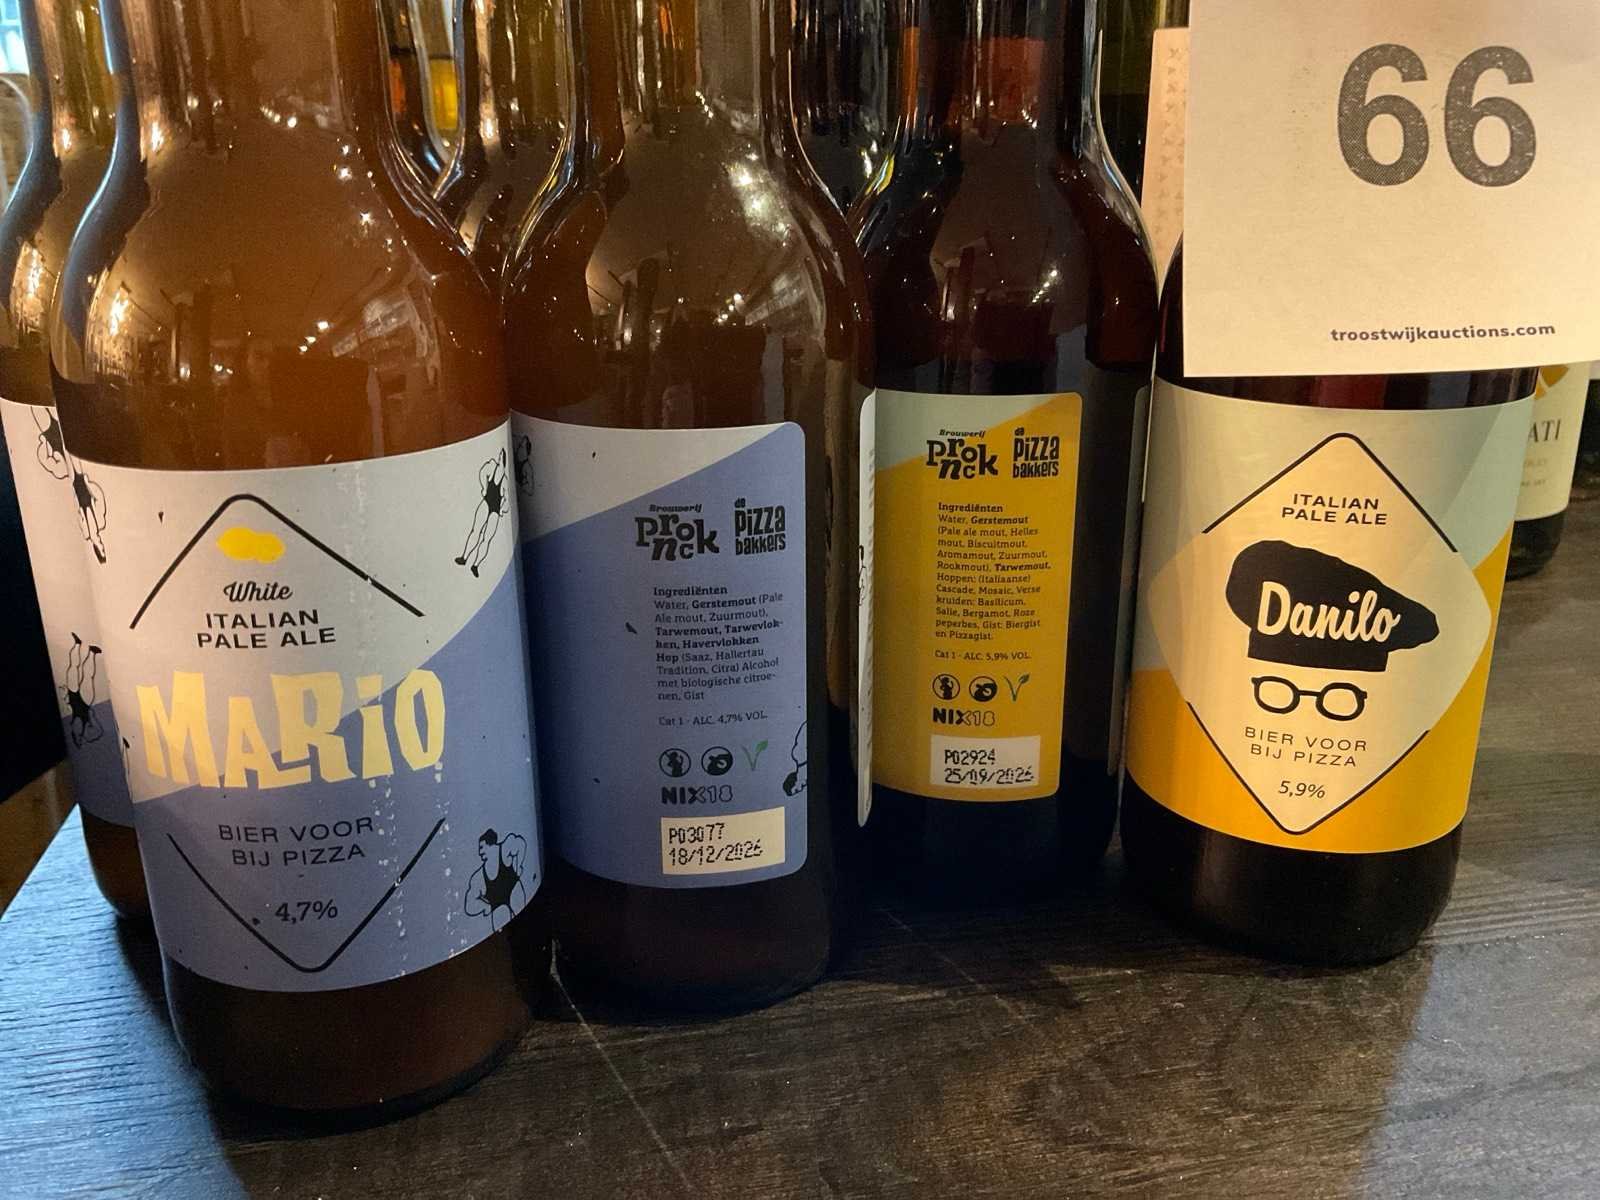 66
troostwijkauctions.com
White
ITALIAN
PALE ALE
MARIO
BIER VOOR
BIJ PIZZA
4,7%
Brouwerij
Pronck
de
Pizza
bakkers
Ingrediënten
Water, Gerstemout (Pale
Ale mout, Zuurmout),
Tarwemout, Tarwevlok-
ken, Havervlokken
Hop (Saaz, Hallertau
Tradition, Citra) Alcohol
met biologische citroe-
nen, Gist
Cat 1 - ALC. 4,7% VOL.
NIX18
P03077
18/12/2026
Brouwerij
Pronck
de
Pizza
bakkers
Ingrediënten
Water, Gerstemout
(Pale ale mout, Helles
mout, Biscuitmout,
Aromamout, Zuurmout,
Rookmout), Tarwemout,
Hoppen: (Italiaanse)
Cascade, Mosaic, Verse
kruiden: Basilicum,
Salie, Bergamot, Roze
peperbes, Gist: Biergist
en Pizzagist.
Cat 1 - ALC. 5,9% VOL.
NIX18
P02924
25/09/2026
ITALIAN
PALE ALE
Danilo
BIER VOOR
BIJ PIZZA
5,9%
ATI